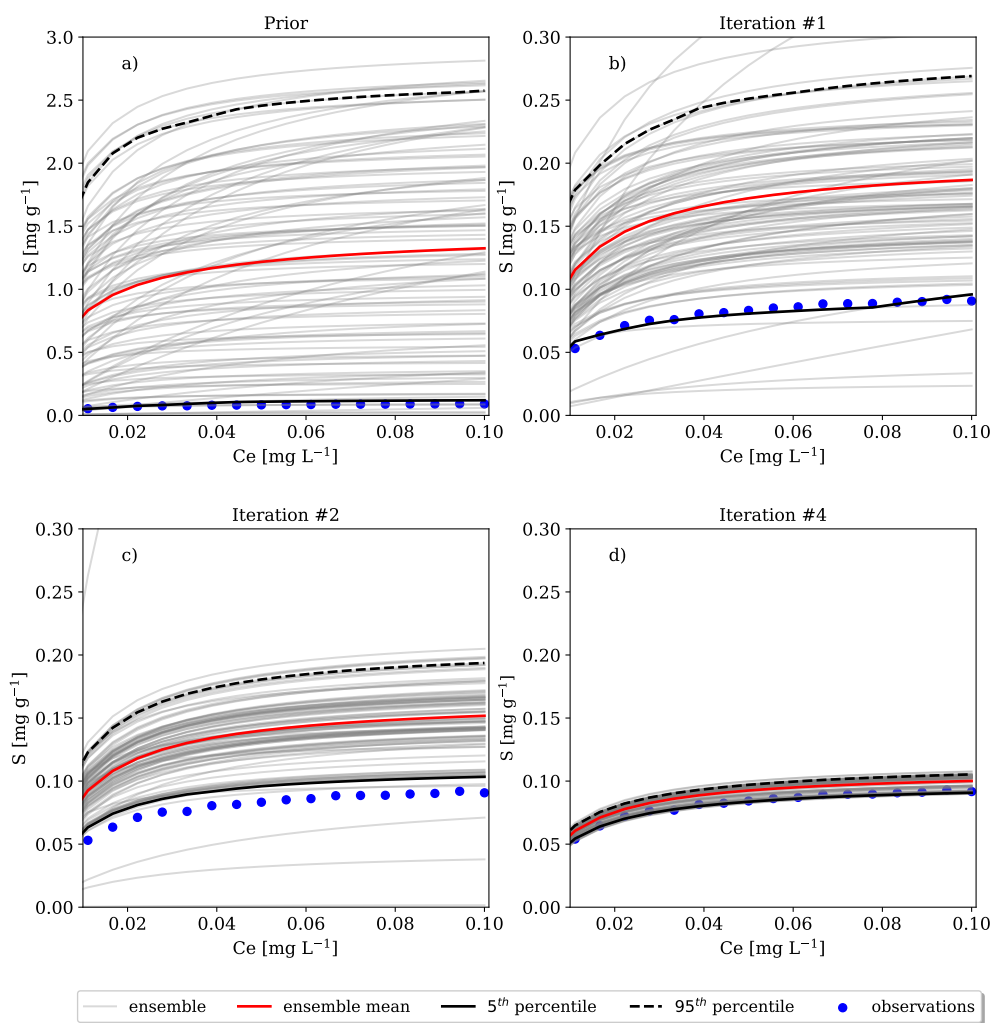 Prior
Iteration #1
a)
b)
3.0
2.5
2.0
1.5
1.0
0.5
0.0
S [mg g⁻¹]
0.02 0.04 0.06 0.08 0.10
Ce [mg L⁻¹]
0.30
0.25
0.20
0.15
0.10
0.05
0.00
S [mg g⁻¹]
0.02 0.04 0.06 0.08 0.10
Ce [mg L⁻¹]
Iteration #2
Iteration #4
c)
d)
0.30
0.25
0.20
0.15
0.10
0.05
0.00
S [mg g⁻¹]
0.02 0.04 0.06 0.08 0.10
Ce [mg L⁻¹]
0.30
0.25
0.20
0.15
0.10
0.05
0.00
S [mg g⁻¹]
0.02 0.04 0.06 0.08 0.10
Ce [mg L⁻¹]
ensemble ensemble mean 5ᵗʰ percentile 95ᵗʰ percentile observations